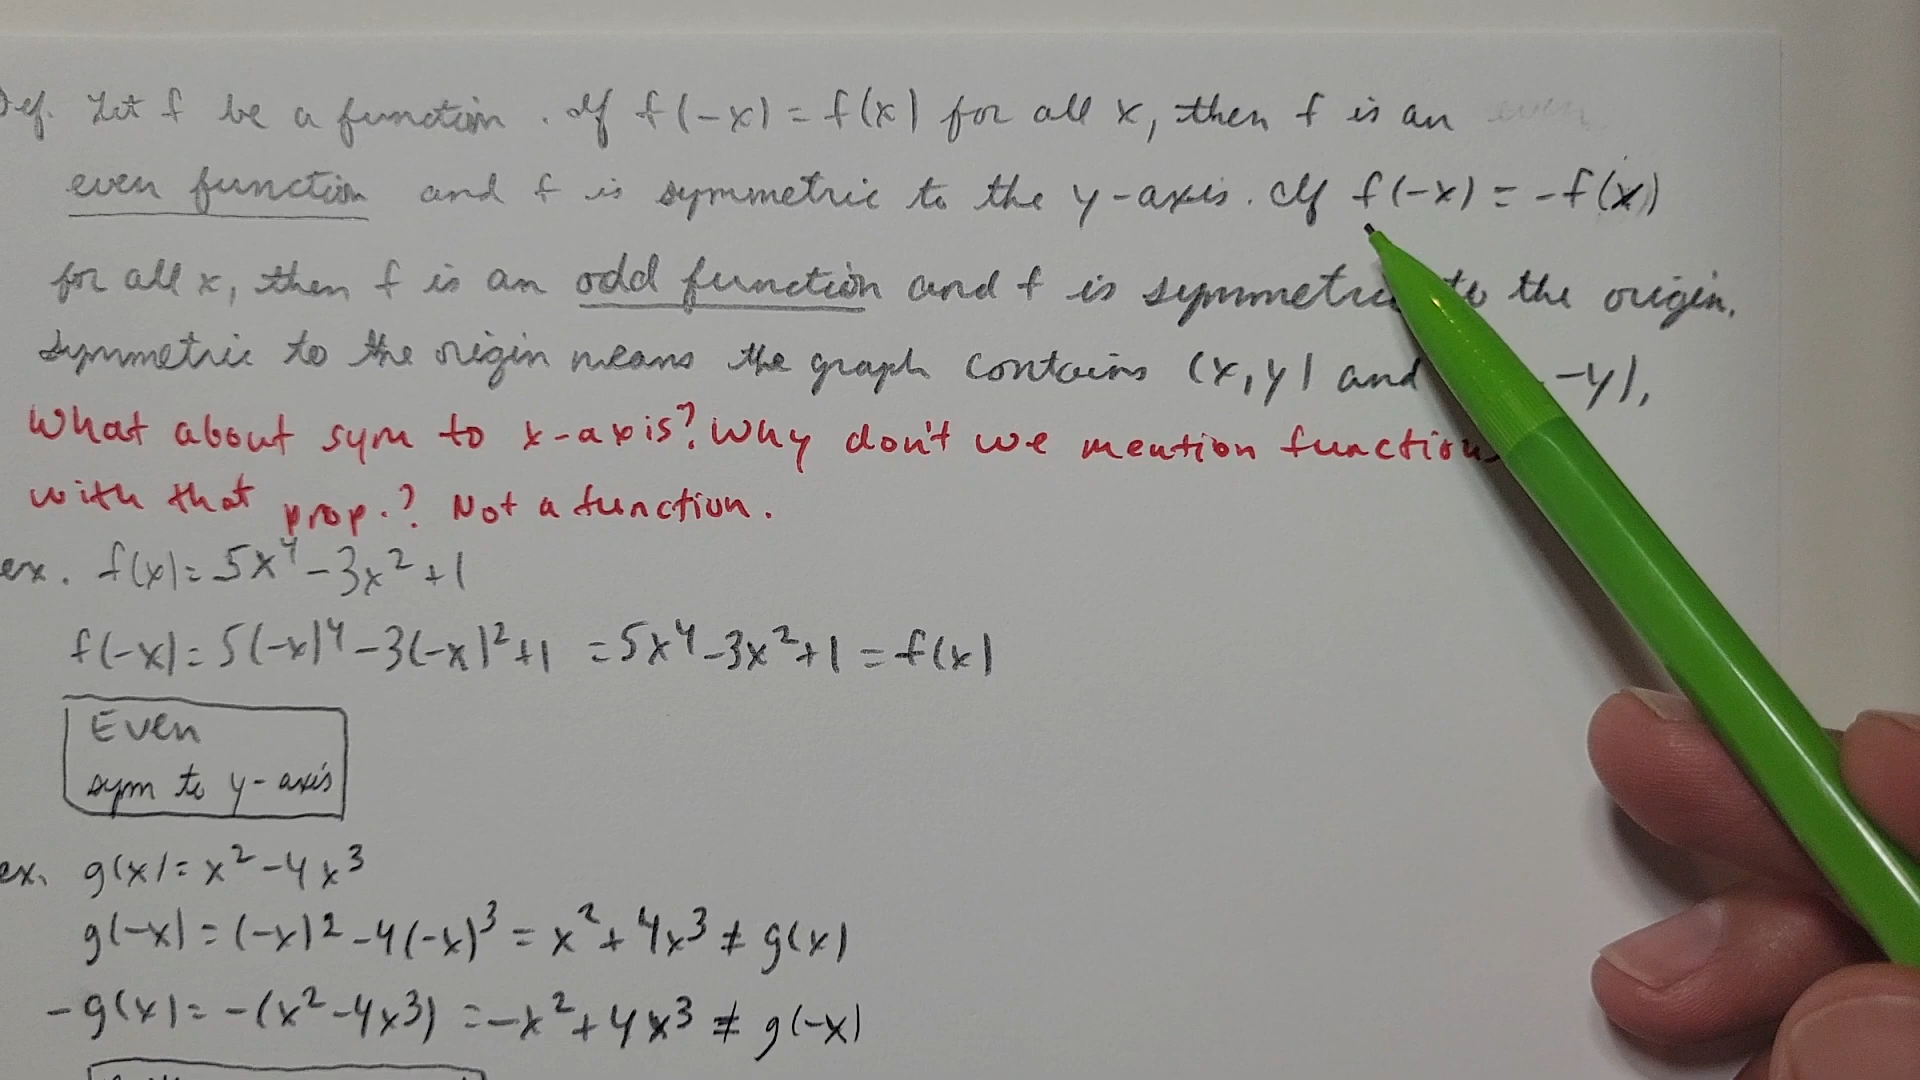 Def. Let f be a function. If f(-x) = f(x) for all x, then f is an even
even function and f is symmetric to the y-axis. If f(-x) = -f(x)
for all x, then f is an odd function and f is symmetric to the origin.
Symmetric to the origin means the graph contains (x,y) and -y).
What about sym to x-axis? Why don't we mention functions
with that prop.? Not a function.
ex. f(x) = 5x⁴ - 3x² + 1
f(-x) = 5(-x)⁴ - 3(-x)² + 1 = 5x⁴ - 3x² + 1 = f(x)
Even
sym to y-axis
ex. g(x) = x² - 4x³
g(-x) = (-x)² - 4(-x)³ = x² + 4x³ ≠ g(x)
-g(x) = -(x² - 4x³) = -x² + 4x³ ≠ g(-x)